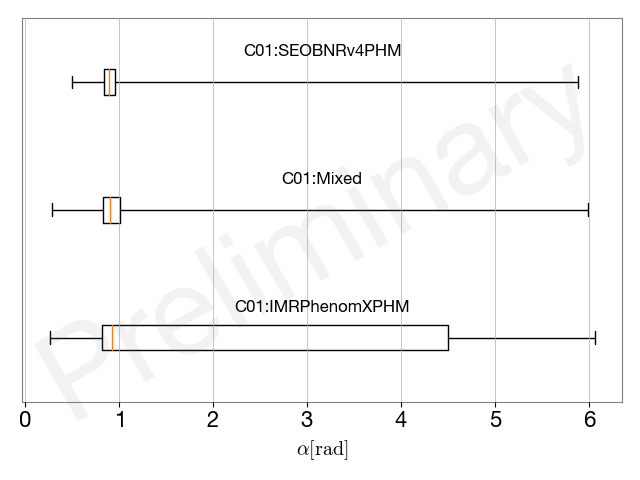 C01:SEOBNRv4PHM
C01:Mixed
C01:IMRPhenomXPHM
Preliminary
0 1 2 3 4 5 6
α[rad]